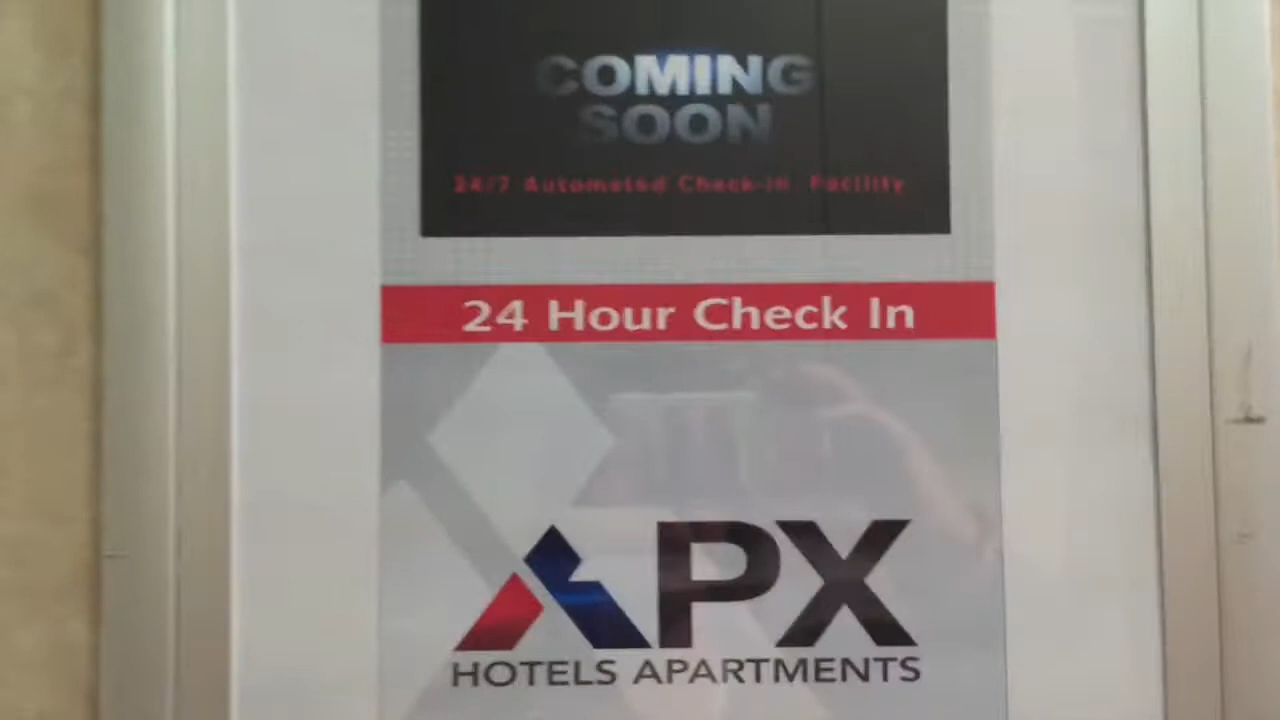 COMING
SOON
24/7 Automated Check-in Facility
24 Hour Check In
APX
HOTELS APARTMENTS